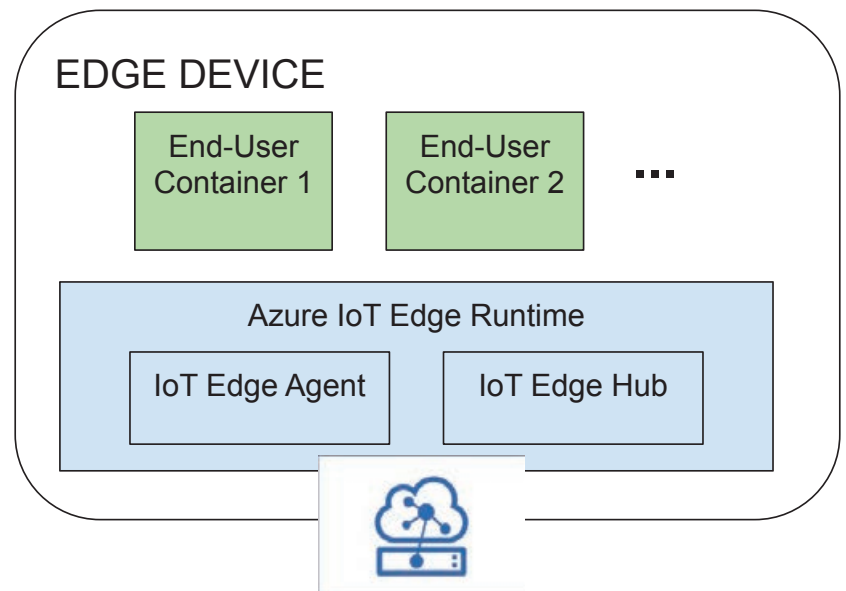 EDGE DEVICE
End-User
Container 1
End-User
Container 2
...
Azure IoT Edge Runtime
IoT Edge Agent
IoT Edge Hub